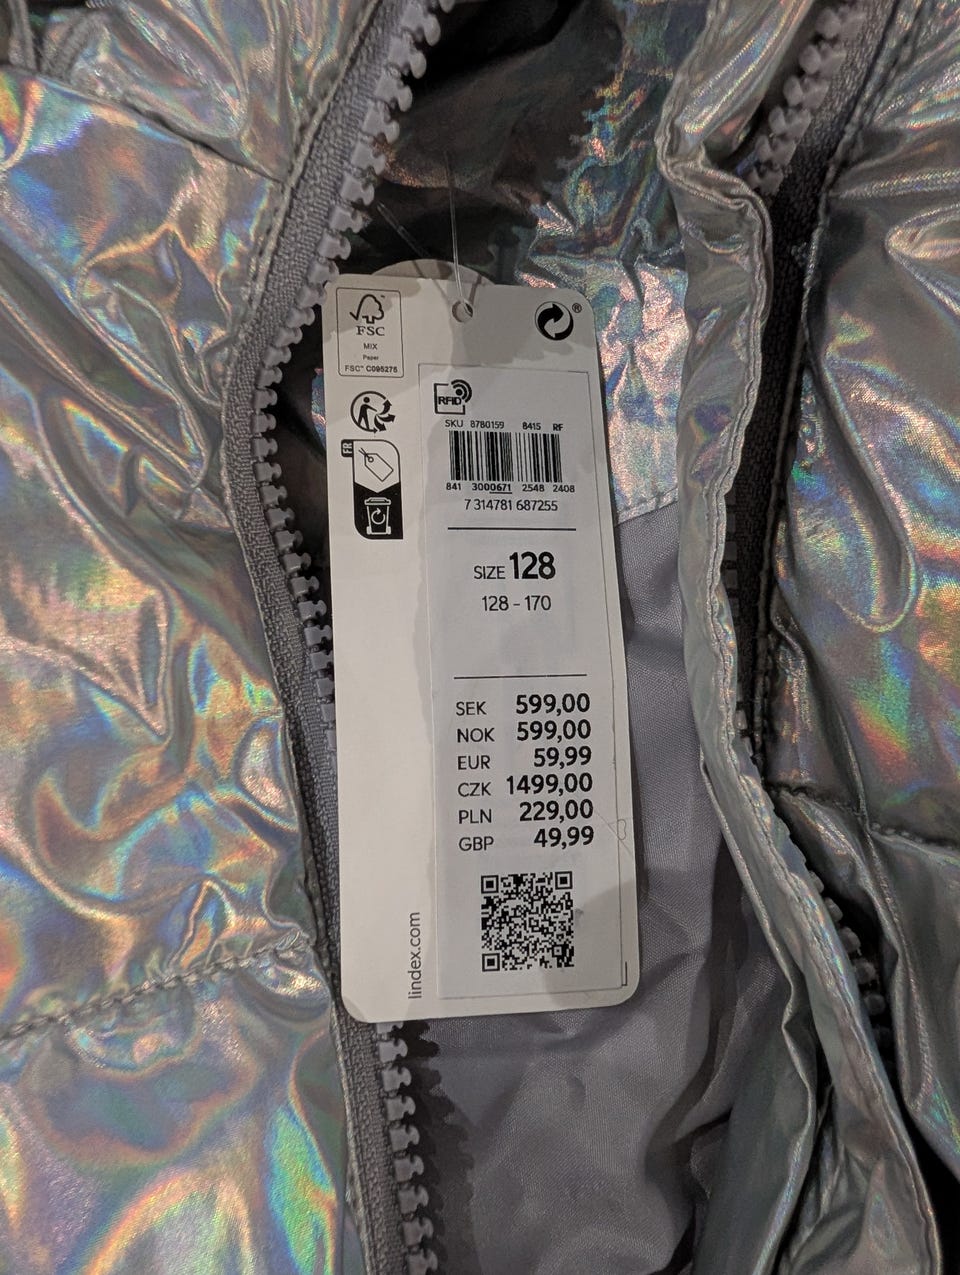 FSC
MIX
Paper
FSC™ C095275
®
FR
RFID
SKU 8780159 8415 RF
841 3000671 2548 2408
7 314781 687255
SIZE 128
128 - 170
SEK 599,00
NOK 599,00
EUR 59,99
CZK 1499,00
PLN 229,00
GBP 49,99
lindex.com